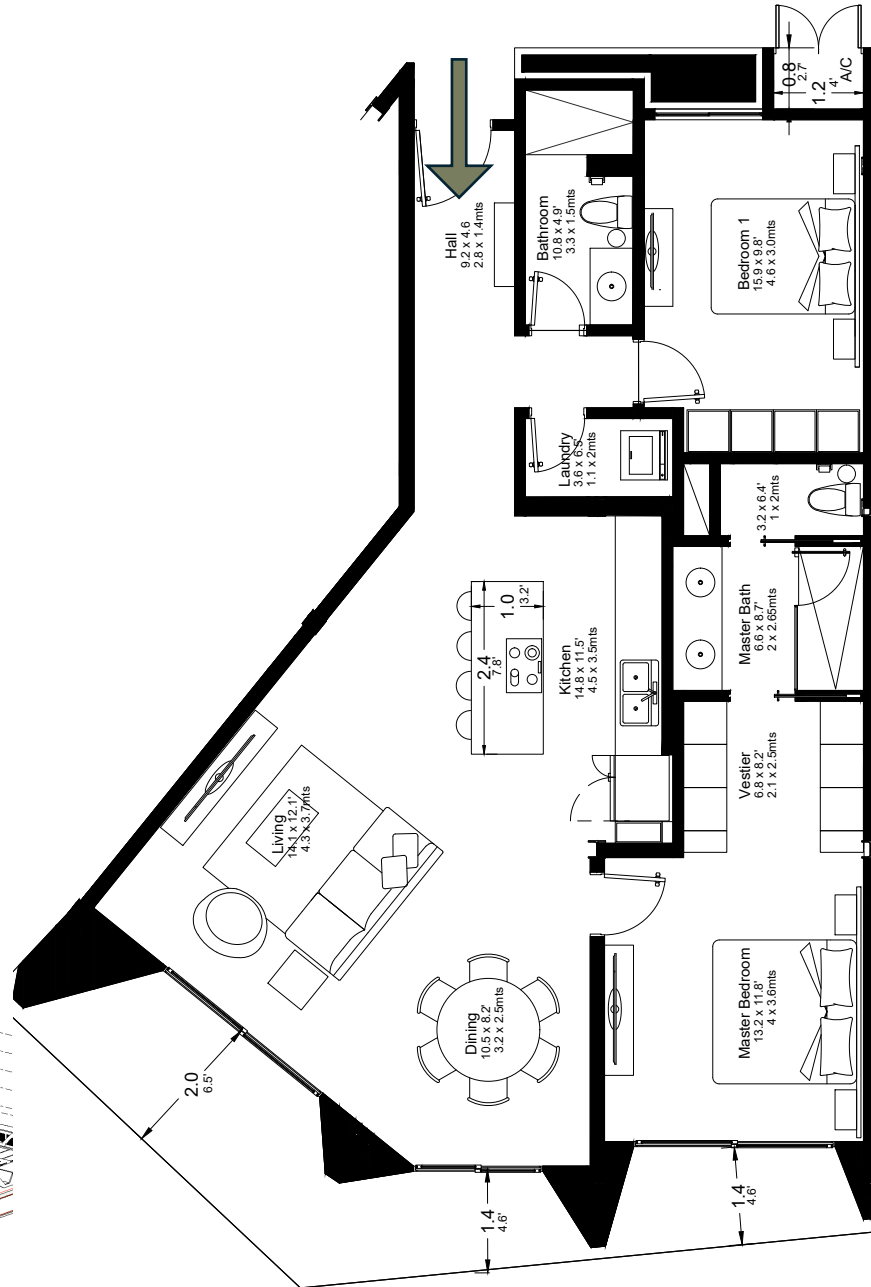 0.8
2.7
1.2
4'
A/C
Hall
9.2 x 4.6
2.8 x 1.4mts
Bathroom
10.8 x 4.9'
3.3 x 1.5mts
Bedroom 1
15.9 x 9.8'
4.6 x 3.0mts
Laundry
3.6 x 6.5'
1.1 x 2mts
3.2 x 6.4'
1 x 2mts
1.0
3.2'
2.4
7.8'
Kitchen
14.8 x 11.5'
4.5 x 3.5mts
Master Bath
6.6 x 8.7'
2 x 2.65mts
Vestier
6.8 x 8.2'
2.1 x 2.5mts
Living
14.1 x 12.1'
4.3 x 3.7mts
Dining
10.5 x 8.2'
3.2 x 2.5mts
Master Bedroom
13.2 x 11.8'
4 x 3.6mts
2.0
6.5'
1.4
4.6'
1.4
4.6'